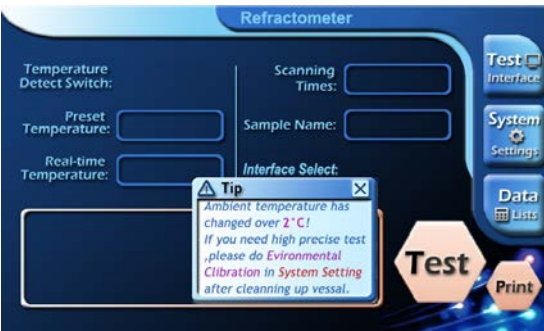 Refractometer
Temperature
Detect Switch:
Scanning
Times:
Preset
Temperature:
Sample Name:
Real-time
Temperature:
Interface Select:
Test
Interface
System
Settings
Data
Lists
Tip
Ambient temperature has
changed over 2°C!
If you need high precise test
,please do Evironmental
Clibration in System Setting
after cleanning up vessal.
Test
Print